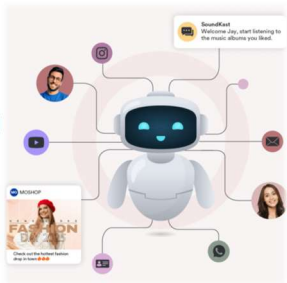 SoundKast
Welcome Jay, start listening to
the music albums you liked.
MOSHOP
FASHION
Check out the hottest fashion
drop in town